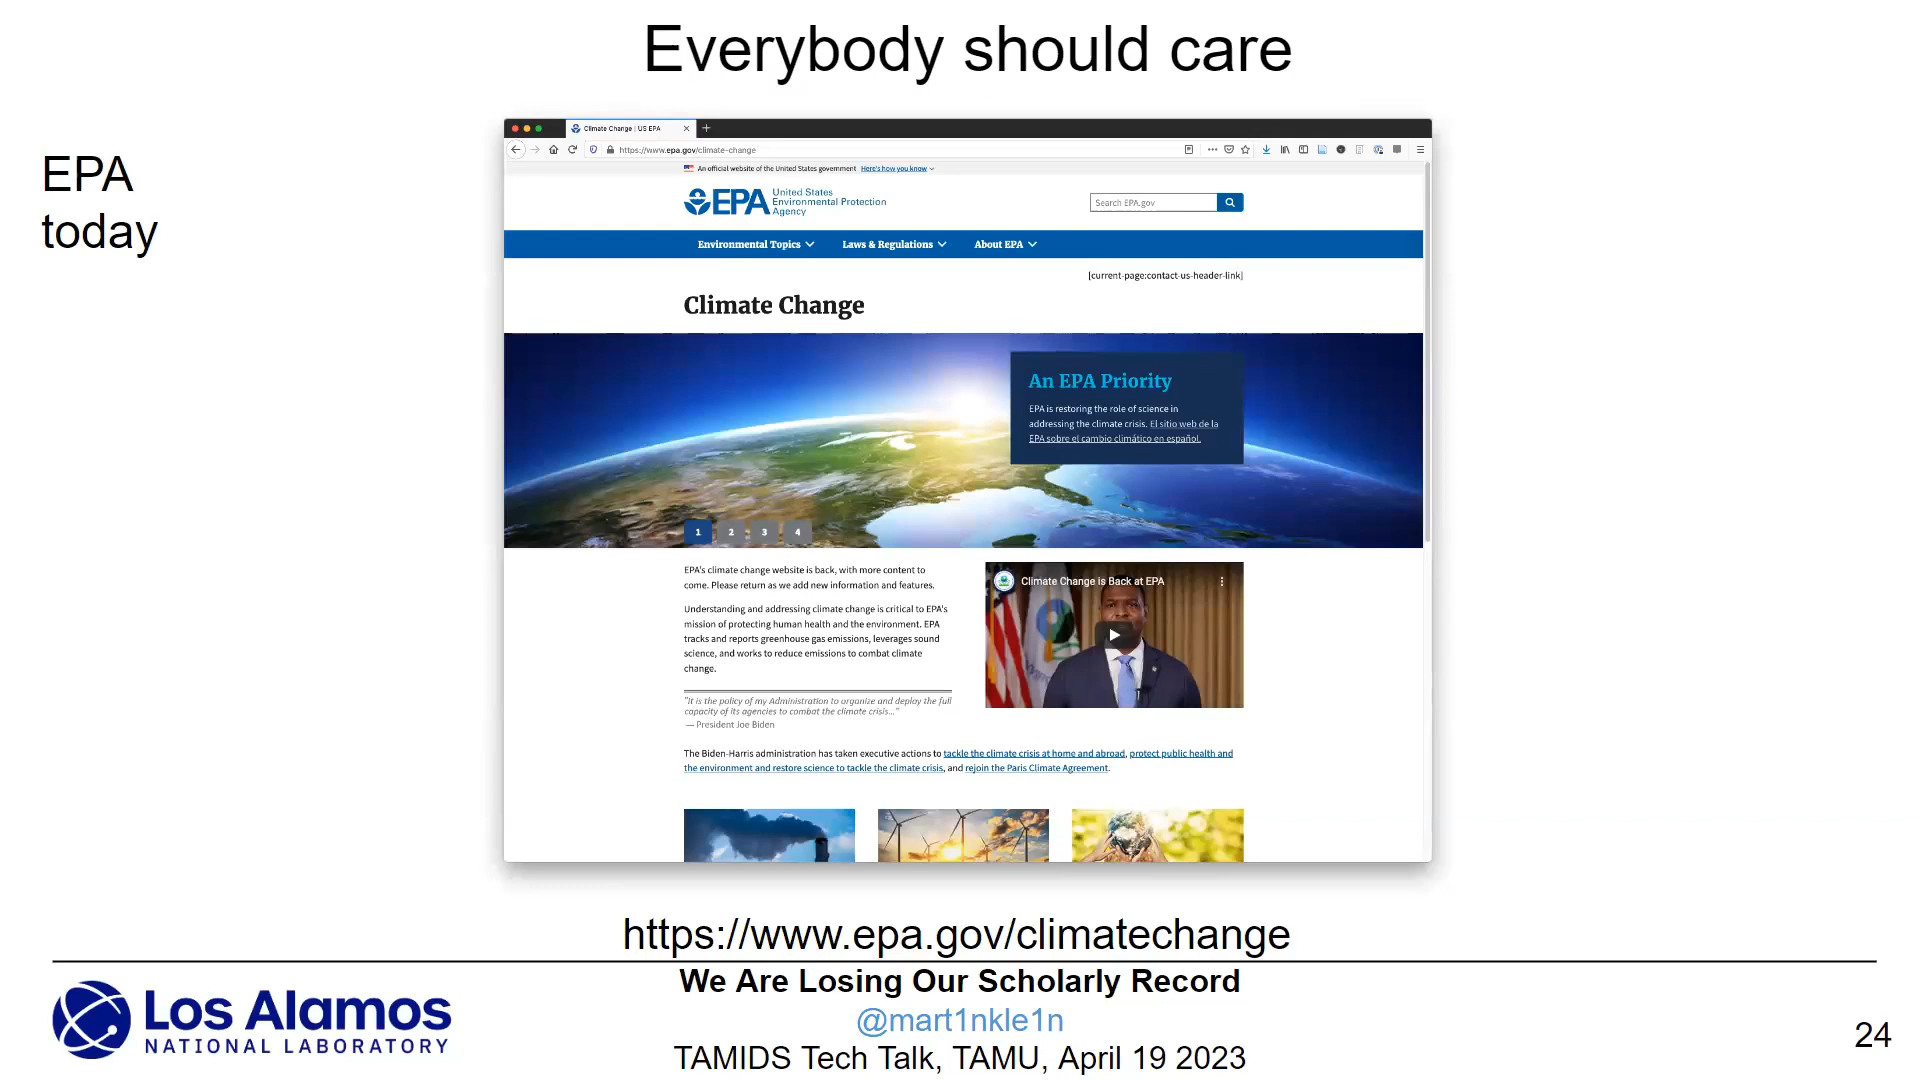 Everybody should care
EPA
today
Climate Change | US EPA
https://www.epa.gov/climate-change
An official website of the United States government Here's how you know
EPA
United States
Environmental Protection
Agency
Search EPA.gov
Environmental Topics
Laws & Regulations
About EPA
[current-page:contact-us-header-link]
Climate Change
An EPA Priority
EPA is restoring the role of science in
addressing the climate crisis. El sitio web de la
EPA sobre el cambio climático en español.
1 2 3 4
EPA's climate change website is back, with more content to
come. Please return as we add new information and features.
Understanding and addressing climate change is critical to EPA's
mission of protecting human health and the environment. EPA
tracks and reports greenhouse gas emissions, leverages sound
science, and works to reduce emissions to combat climate
change.
"It is the policy of my Administration to organize and deploy the full
capacity of its agencies to combat the climate crisis..."
— President Joe Biden
Climate Change is Back at EPA
The Biden-Harris administration has taken executive actions to tackle the climate crisis at home and abroad, protect public health and
the environment and restore science to tackle the climate crisis, and rejoin the Paris Climate Agreement.
https://www.epa.gov/climatechange
We Are Losing Our Scholarly Record
@mart1nkle1n
TAMIDS Tech Talk, TAMU, April 19 2023
Los Alamos
NATIONAL LABORATORY
24